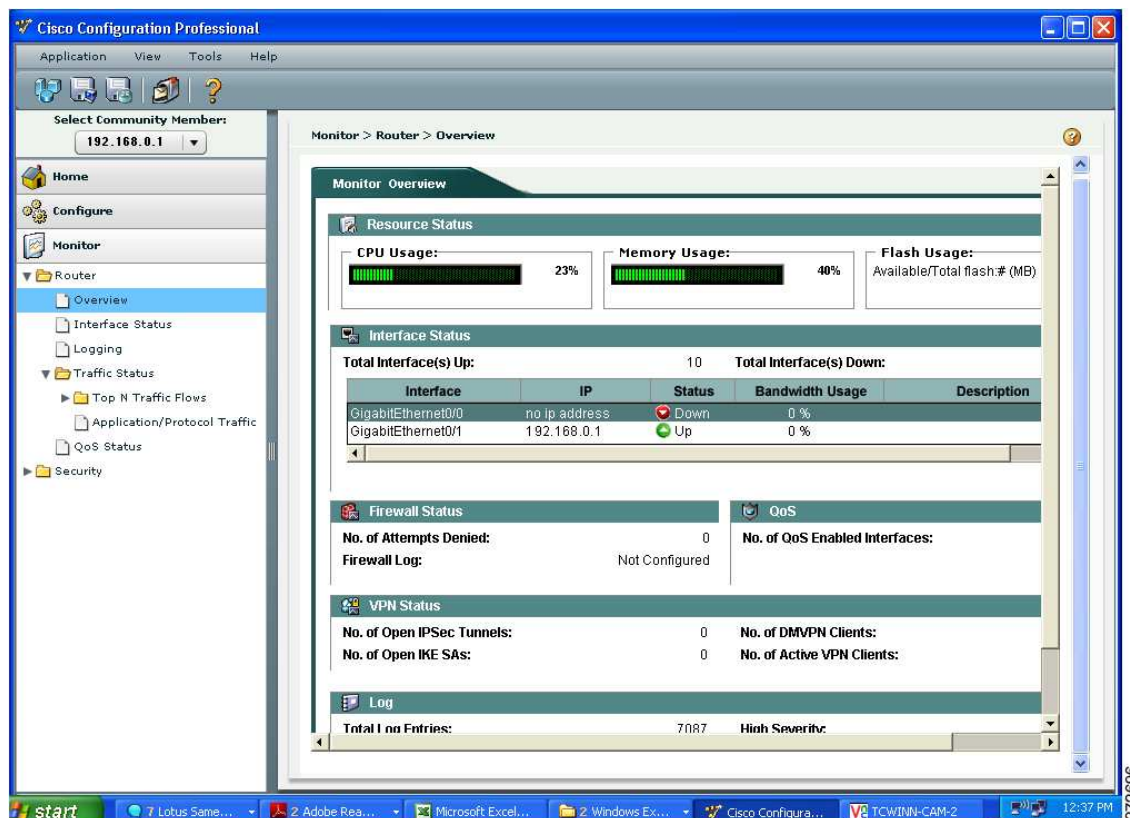 Cisco Configuration Professional
Application View Tools Help
Select Community Member:
192.168.0.1
Home
Configure
Monitor
Router
Overview
Interface Status
Logging
Traffic Status
Top N Traffic Flows
Application/Protocol Traffic
QoS Status
Security
Monitor > Router > Overview
Monitor Overview
Resource Status
CPU Usage: Memory Usage: Flash Usage:
23% 40% Available/Total flash:# (MB)
Interface Status
Total Interface(s) Up: 10 Total Interface(s) Down:
Interface IP Status Bandwidth Usage Description
GigabitEthernet0/0 no ip address Down 0 %
GigabitEthernet0/1 192.168.0.1 Up 0 %
Firewall Status QoS
No. of Attempts Denied: 0 No. of QoS Enabled Interfaces:
Firewall Log: Not Configured
VPN Status
No. of Open IPSec Tunnels: 0 No. of DMVPN Clients:
No. of Open IKE SAs: 0 No. of Active VPN Clients:
Log
Total Log Entries: 7087 High Severity:
start 7 Lotus Same... 2 Adobe Rea... Microsoft Excel... 2 Windows Ex... Cisco Configura... TCWINN-CAM-2 12:37 PM